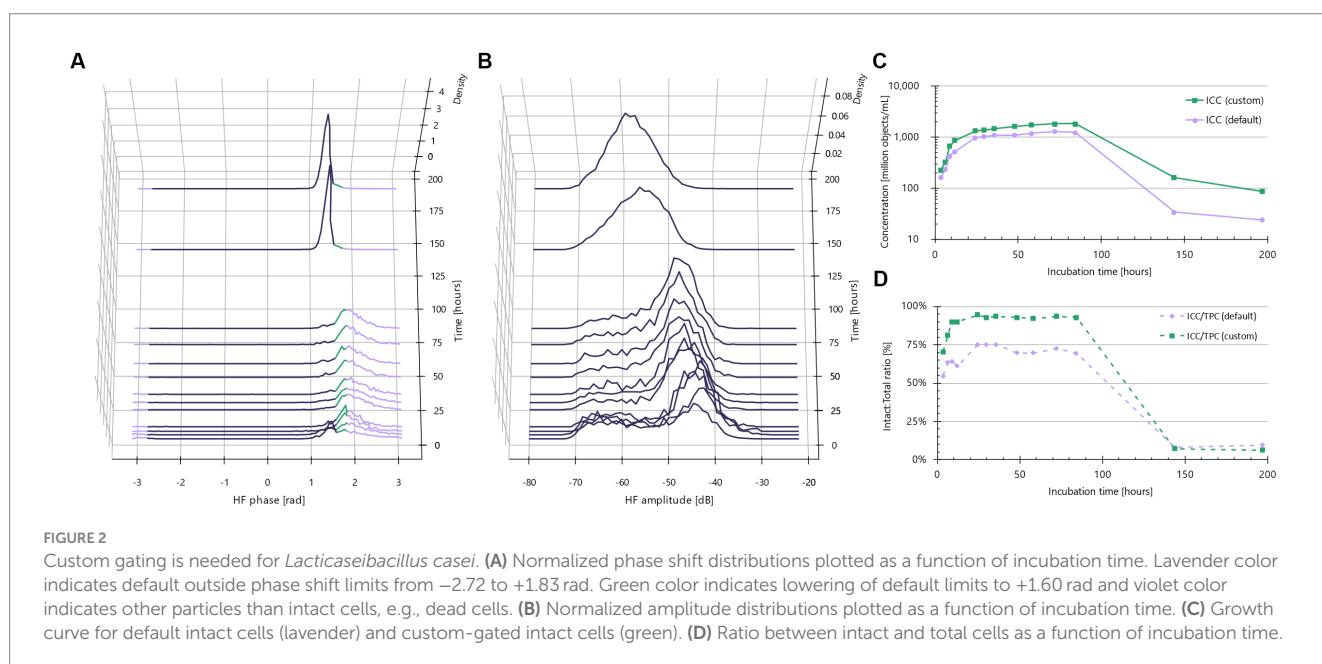 A
Density
4
3
2
1
0
200
175
150
125
100
75
50
25
0
Time [hours]
-3
-2
-1
0
1
2
3
HF phase [rad]
B
Density
0.08
0.06
0.04
0.02
200
175
150
125
100
75
50
25
0
Time [hours]
-80
-70
-60
-50
-40
-30
-20
HF amplitude [dB]
C
Concentration [million objects/mL]
10,000
1,000
100
10
ICC (custom)
ICC (default)
0
50
100
150
200
Incubation time [hours]
D
Intact:Total ratio [%]
100%
75%
50%
25%
0%
ICC/TPC (default)
ICC/TPC (custom)
0
50
100
150
200
Incubation time [hours]
FIGURE 2
Custom gating is needed for Lacticaseibacillus casei. (A) Normalized phase shift distributions plotted as a function of incubation time. Lavender color
indicates default outside phase shift limits from −2.72 to +1.83 rad. Green color indicates lowering of default limits to +1.60 rad and violet color
indicates other particles than intact cells, e.g., dead cells. (B) Normalized amplitude distributions plotted as a function of incubation time. (C) Growth
curve for default intact cells (lavender) and custom-gated intact cells (green). (D) Ratio between intact and total cells as a function of incubation time.